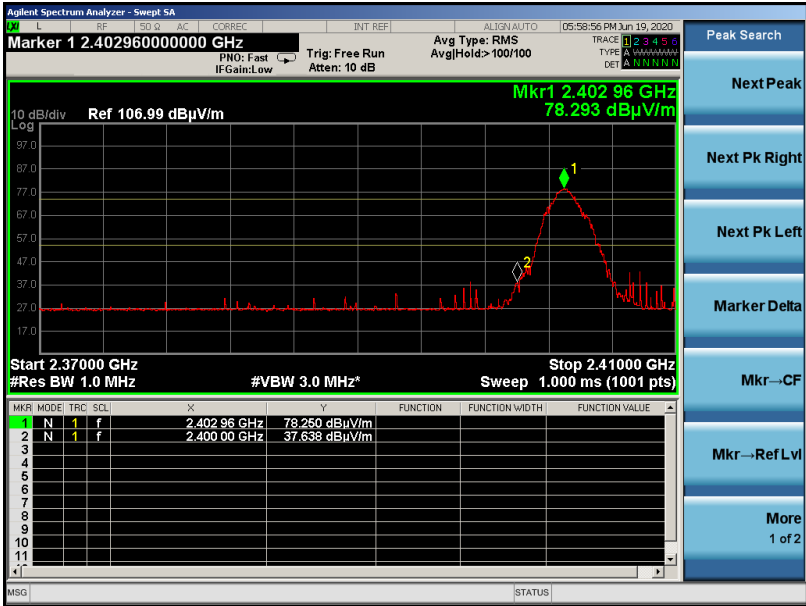 Agilent Spectrum Analyzer - Swept SA
LXI L RF 50 Ω AC CORREC INT REF ALIGNAUTO 05:58:56 PM Jun 19, 2020
Marker 1 2.402960000000 GHz
PNO: Fast
IFGain:Low
Trig: Free Run
Atten: 10 dB
Avg Type: RMS
Avg|Hold:>100/100
TRACE 1 2 3 4 5 6
TYPE A WWWWW
DET A N N N N N
Peak Search
Next Peak
Next Pk Right
Next Pk Left
Marker Delta
Mkr→CF
Mkr→Ref Lvl
More
1 of 2
Mkr1 2.402 96 GHz
78.293 dBμV/m
10 dB/div Ref 106.99 dBμV/m
Log
97.0
87.0
77.0
67.0
57.0
47.0
37.0
27.0
17.0
1
2
Start 2.37000 GHz Stop 2.41000 GHz
#Res BW 1.0 MHz #VBW 3.0 MHz* Sweep 1.000 ms (1001 pts)
MKR MODE TRC SCL X Y FUNCTION FUNCTION WIDTH FUNCTION VALUE
1 N 1 f 2.402 96 GHz 78.250 dBμV/m
2 N 1 f 2.400 00 GHz 37.638 dBμV/m
3
4
5
6
7
8
9
10
11
MSG STATUS